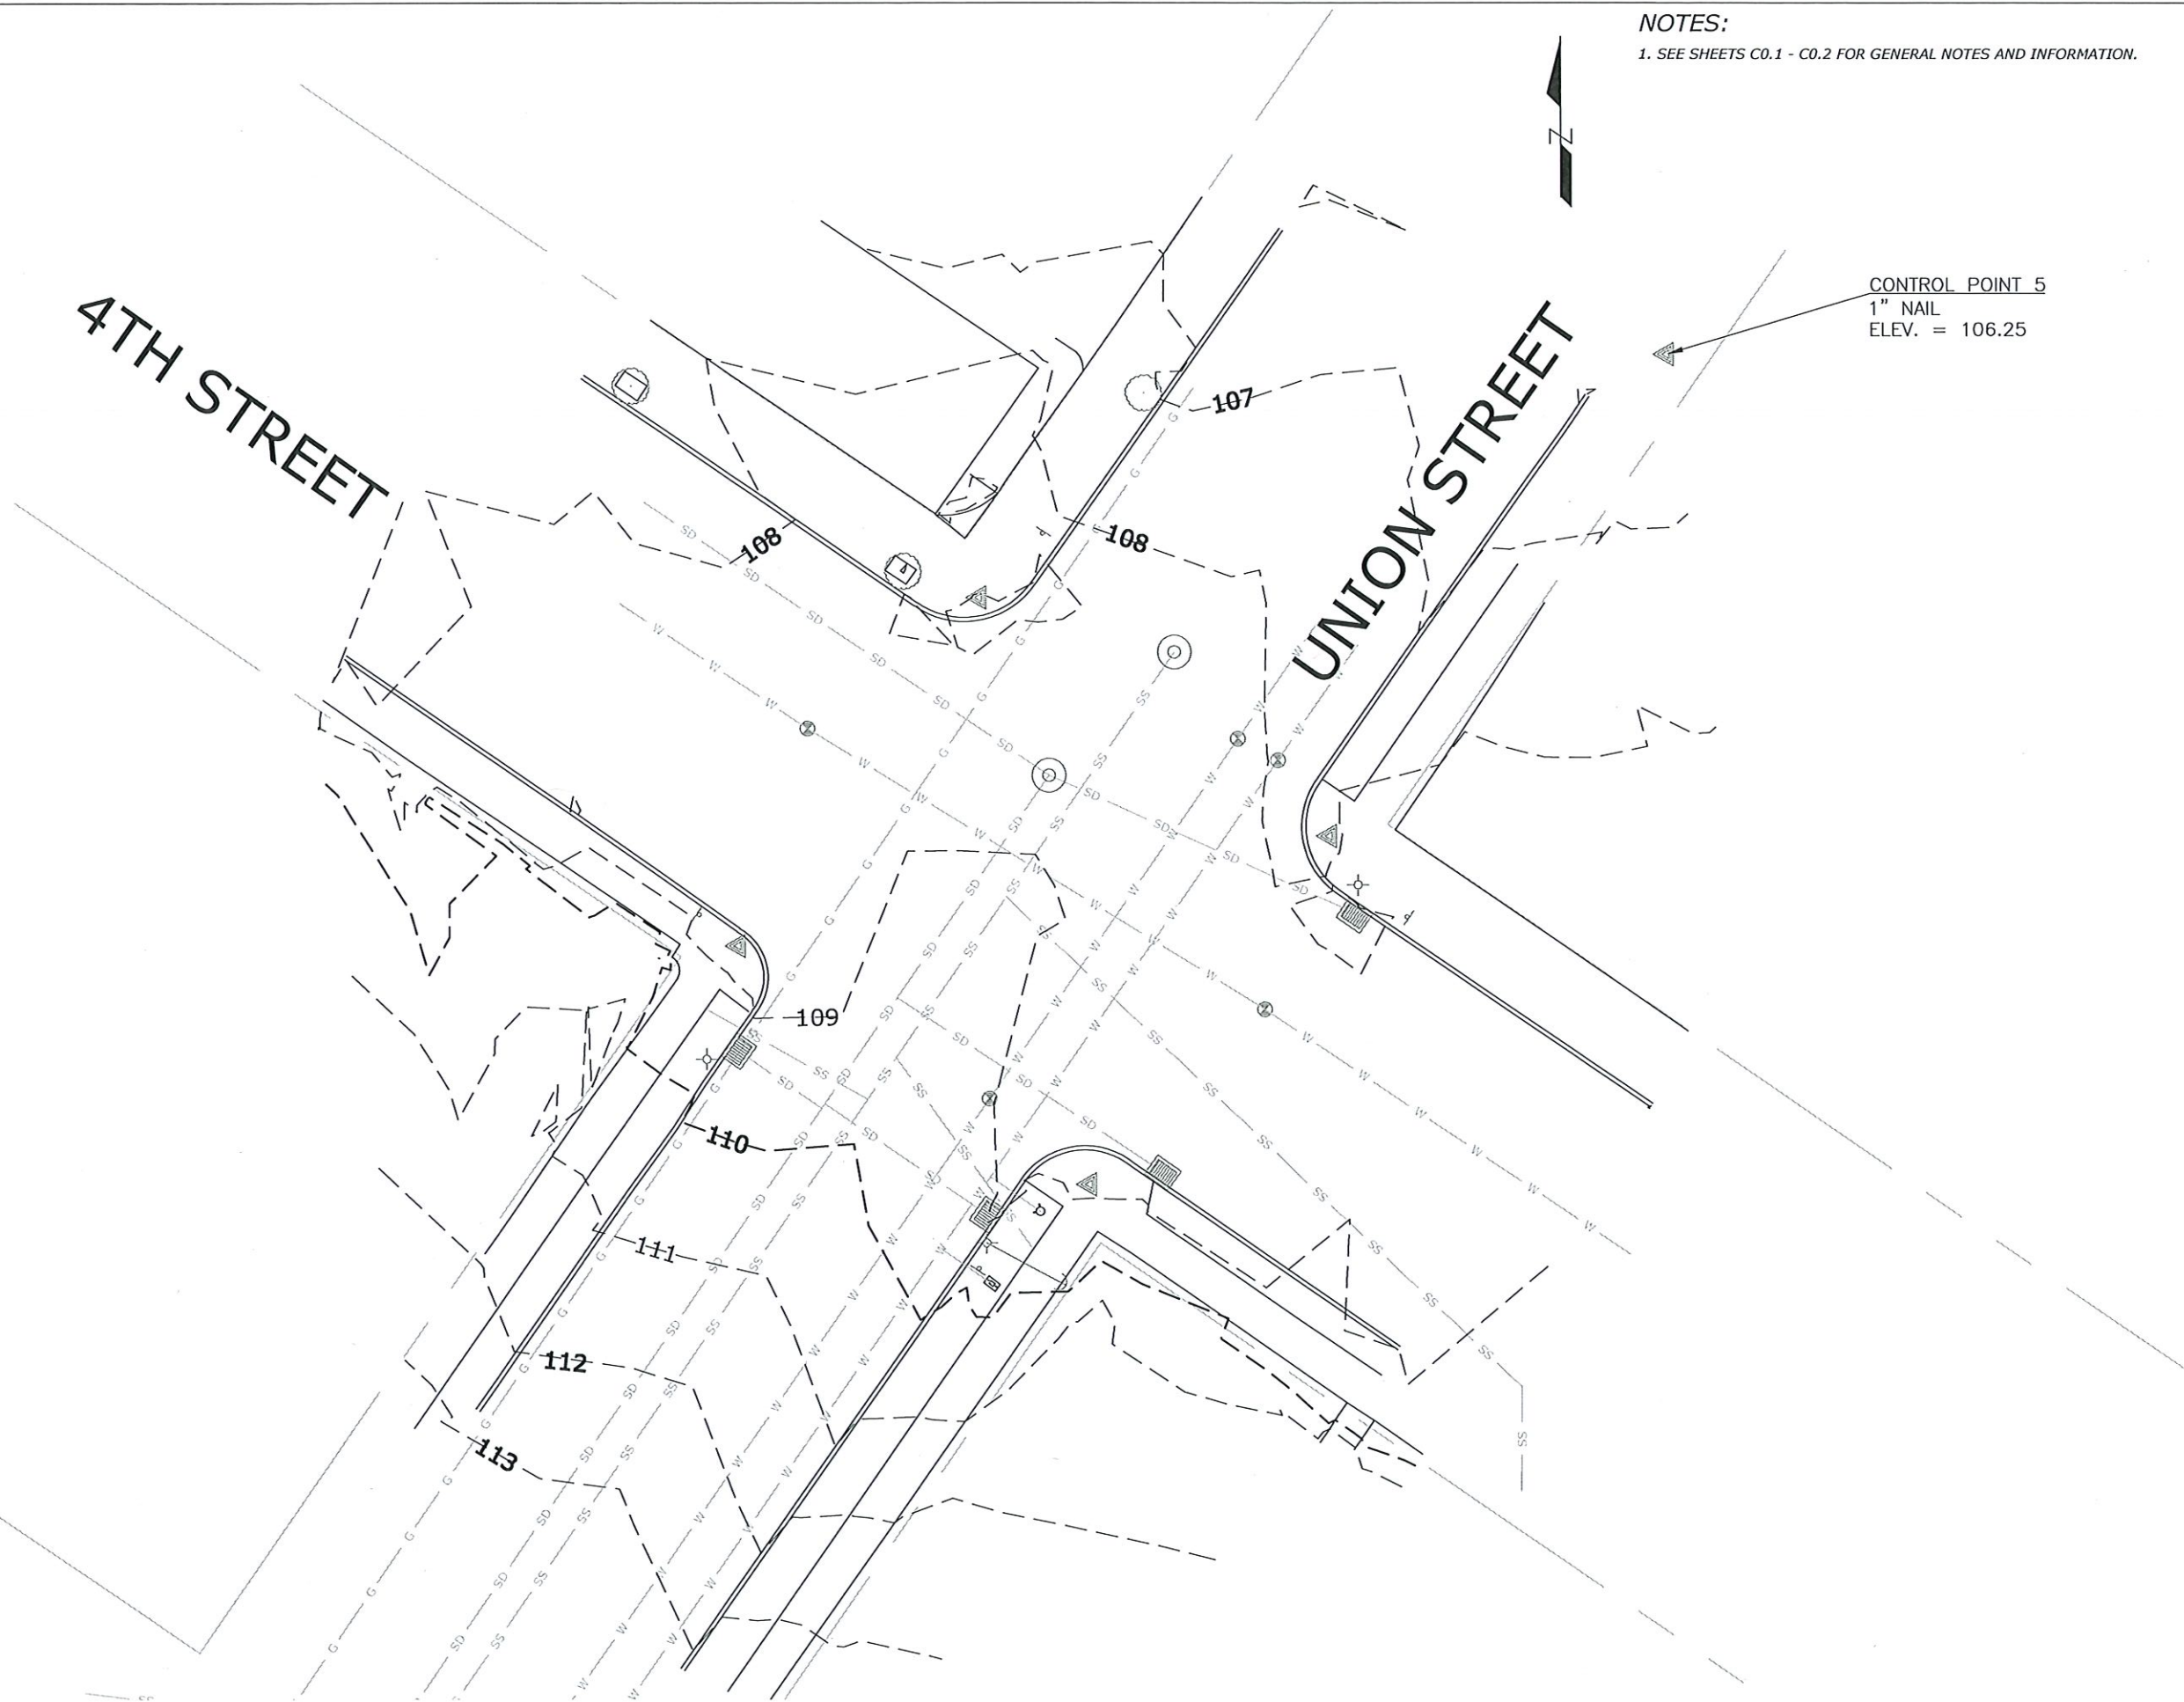 NOTES:
1. SEE SHEETS C0.1 - C0.2 FOR GENERAL NOTES AND INFORMATION.
N
CONTROL POINT 5
1" NAIL
ELEV. = 106.25
4TH STREET
UNION STREET
107
108
108
109
110
111
112
113